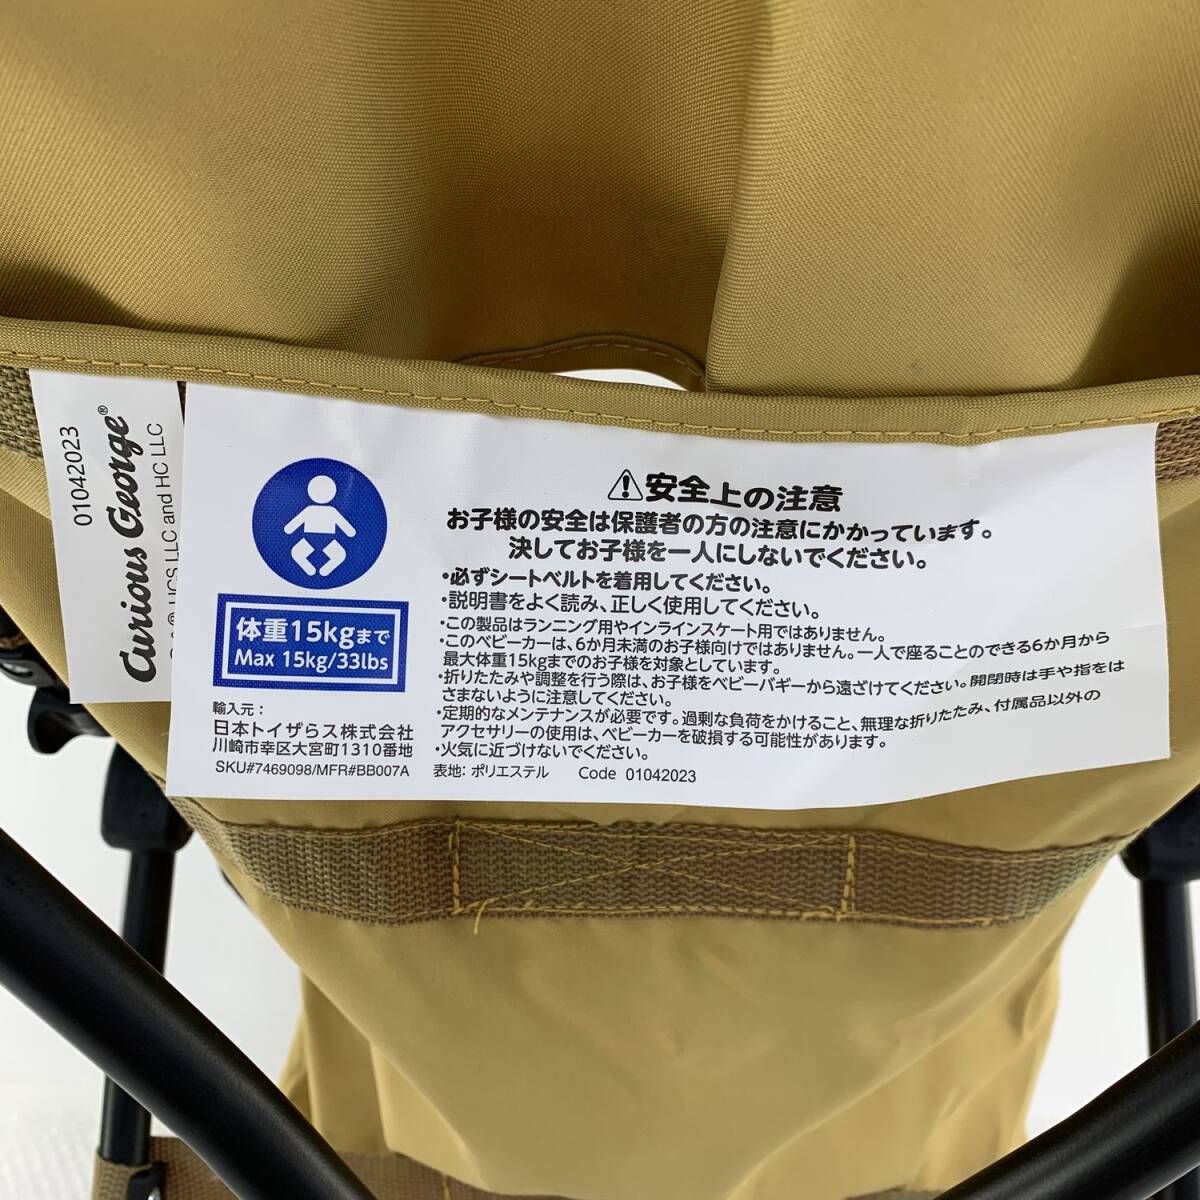 01042023
Curious George®
® UCS LLC and HC LLC
体重15kgまで
Max 15kg/33lbs
輸入元：
日本トイザらス株式会社
川崎市幸区大宮町1310番地
SKU#7469098/MFR#BB007A
⚠安全上の注意
お子様の安全は保護者の方の注意にかかっています。
決してお子様を一人にしないでください。
・必ずシートベルトを着用してください。
・説明書をよく読み、正しく使用してください。
・この製品はランニング用やインラインスケート用ではありません。
・このベビーカーは、6か月未満のお子様向けではありません。一人で座ることのできる6か月から
最大体重15kgまでのお子様を対象としています。
・折りたたみや調整を行う際は、お子様をベビーバギーから遠ざけてください。開閉時は手や指をは
さまないように注意してください。
・定期的なメンテナンスが必要です。過剰な負荷をかけること、無理な折りたたみ、付属品以外の
アクセサリーの使用は、ベビーカーを破損する可能性があります。
・火気に近づけないでください。
表地：ポリエステル Code 01042023